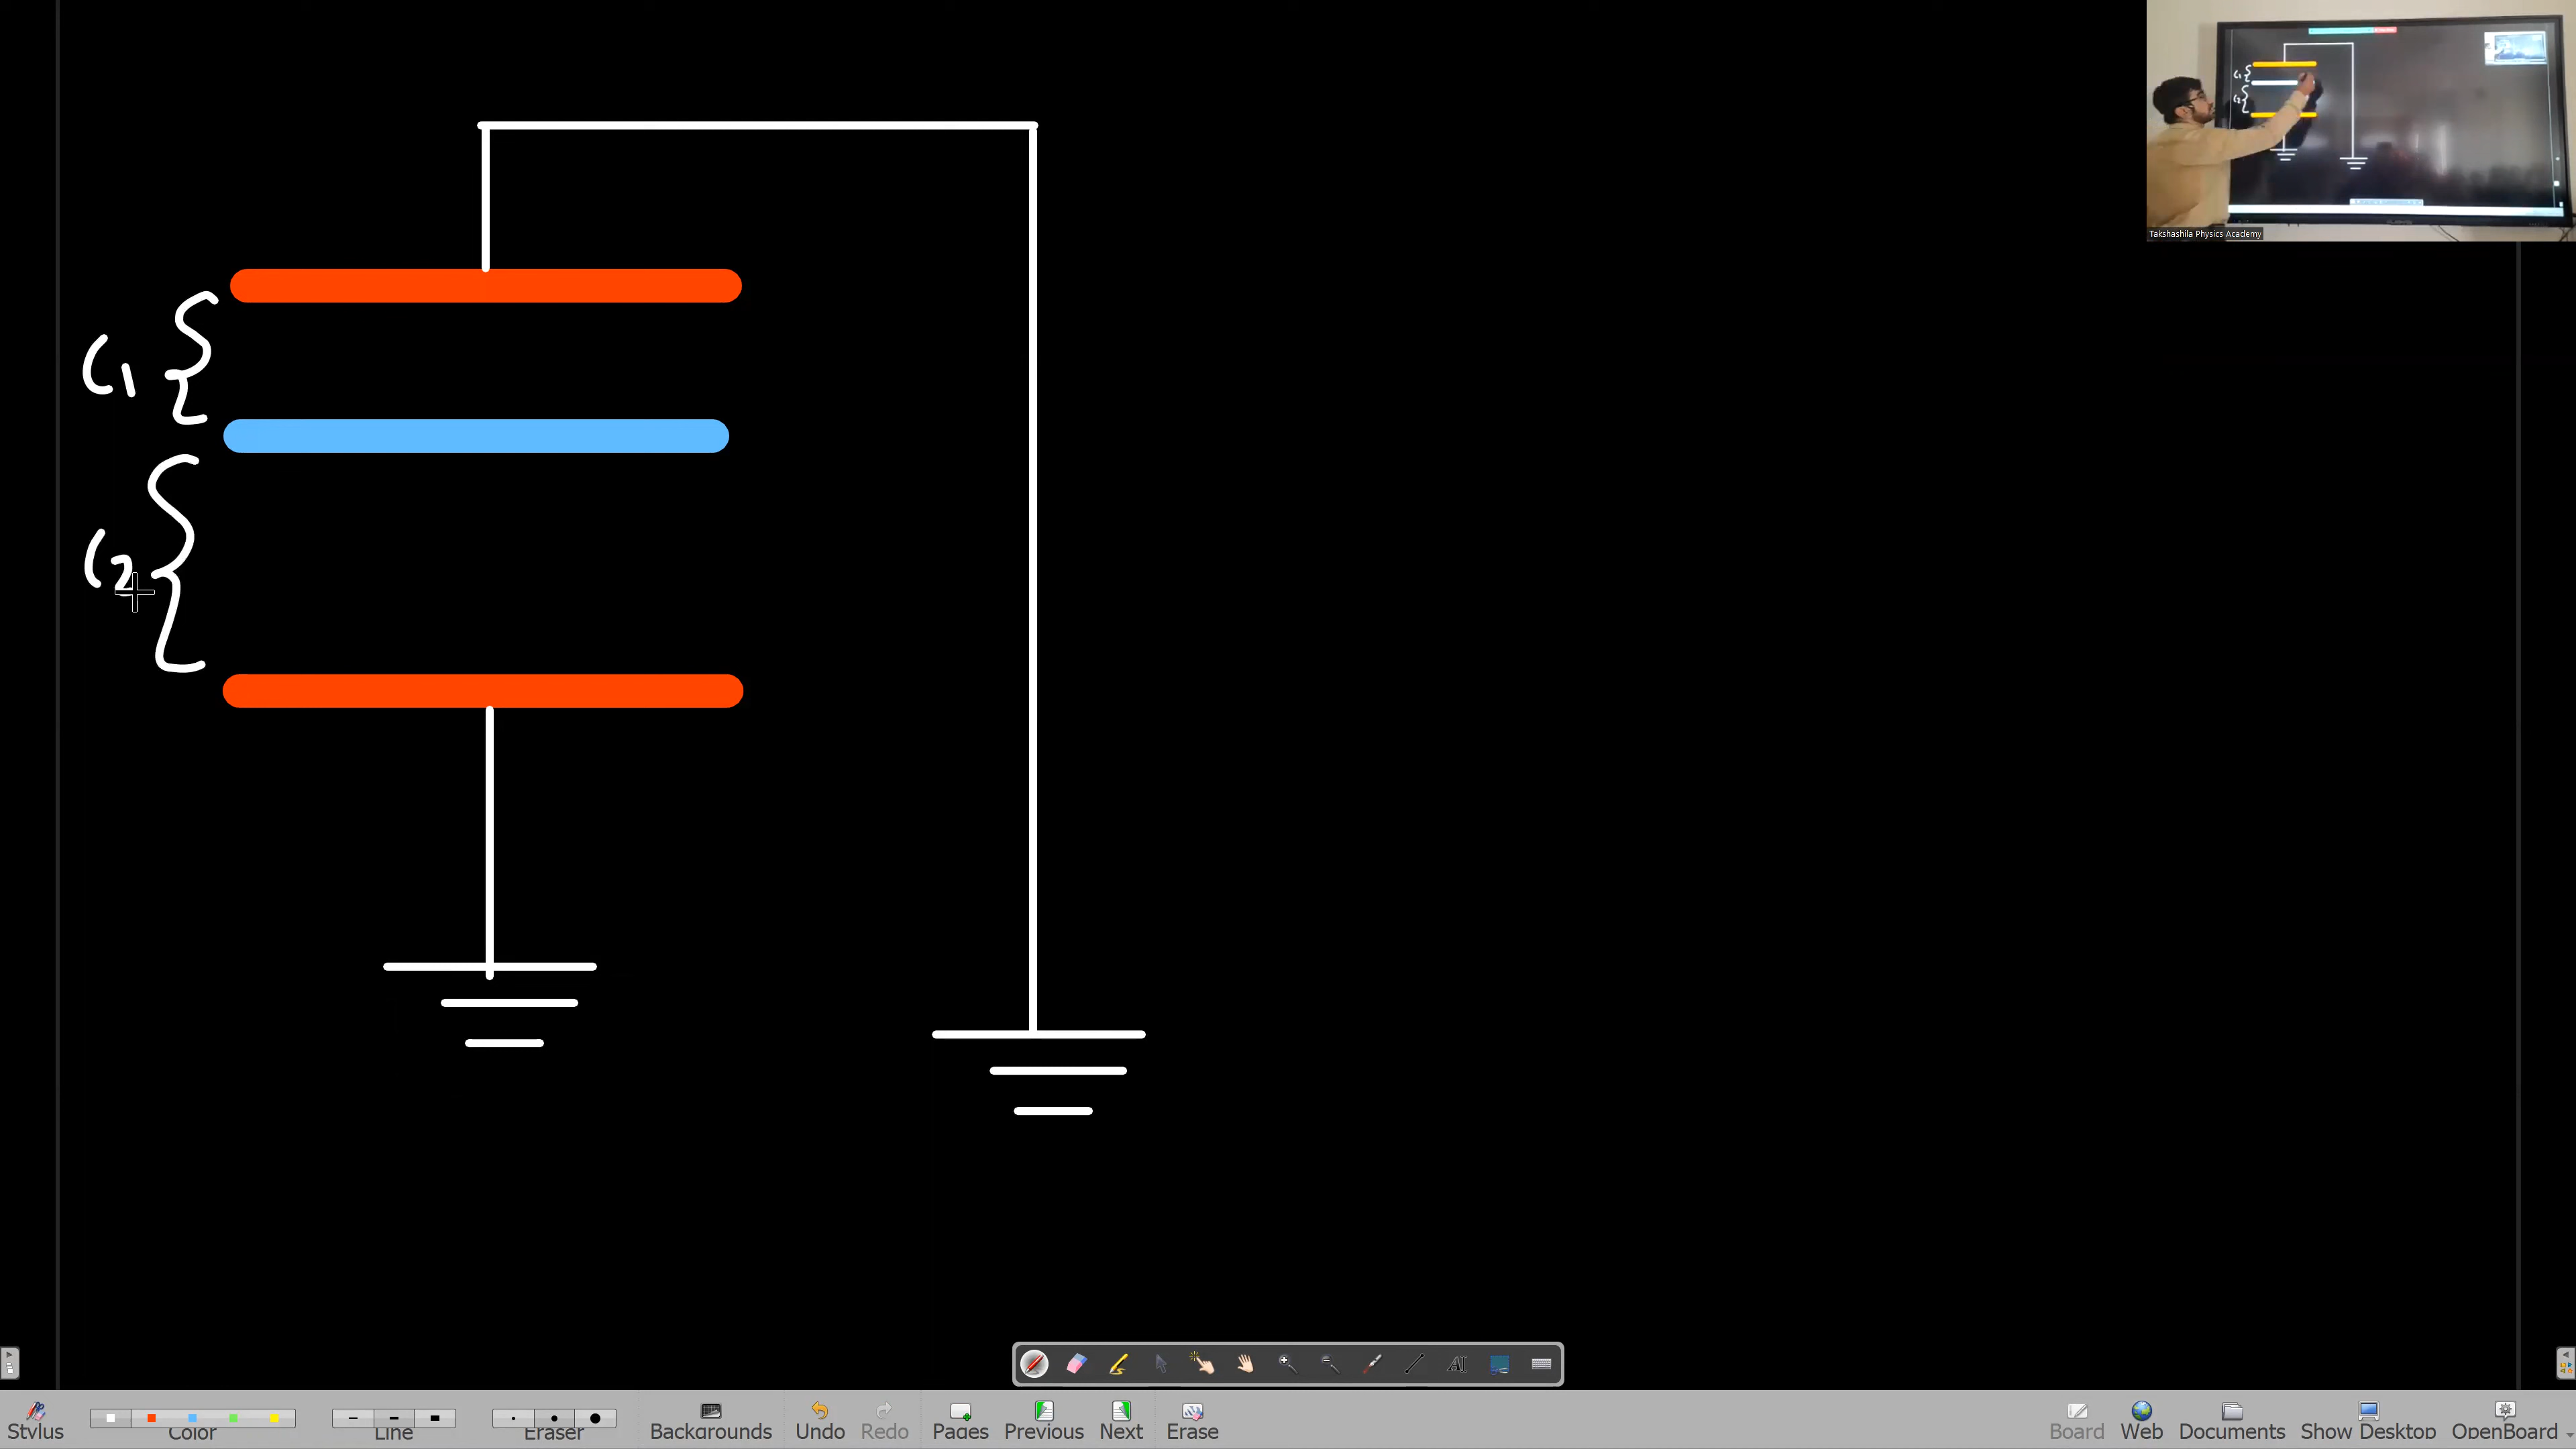 Takshashila Physics Academy
C1
C2
Stylus
Color
Line
Eraser
Backgrounds
Undo
Redo
Pages
Previous
Next
Erase
Board
Web
Documents
Show Desktop
OpenBoard